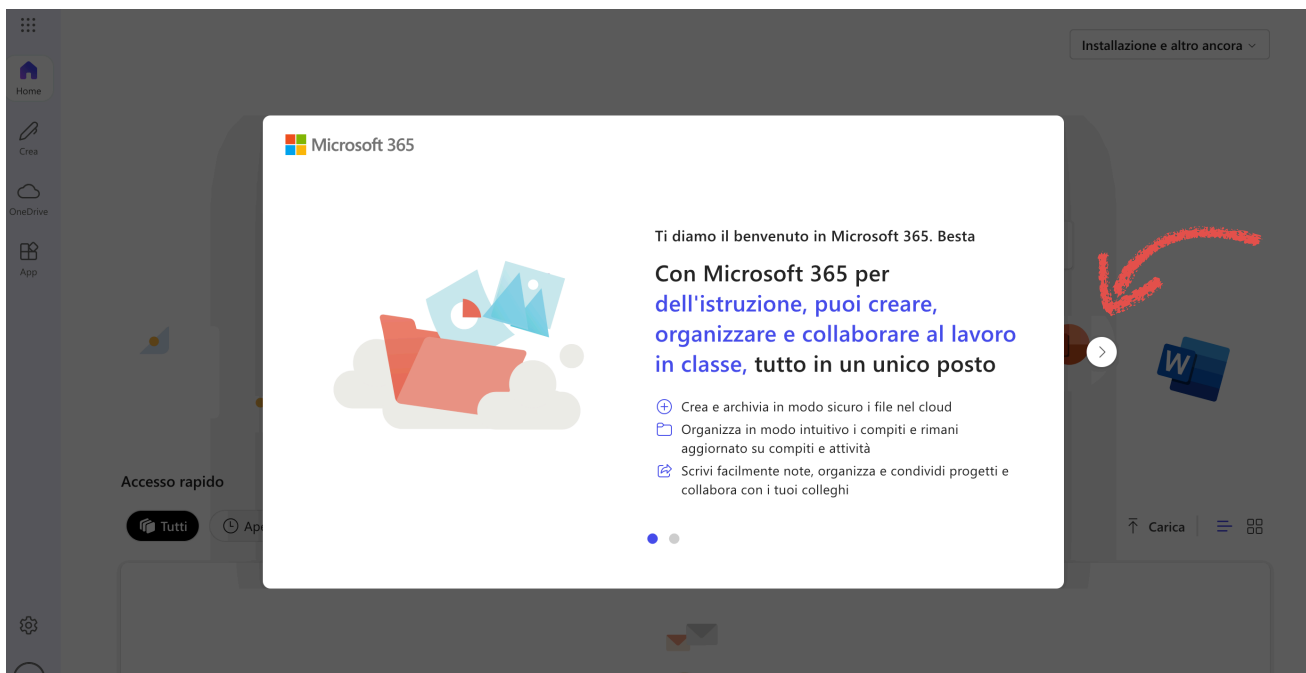 Installazione e altro ancora
Home
Crea
OneDrive
App
Microsoft 365
Ti diamo il benvenuto in Microsoft 365. Besta
Con Microsoft 365 per
dell'istruzione, puoi creare,
organizzare e collaborare al lavoro
in classe, tutto in un unico posto
Crea e archivia in modo sicuro i file nel cloud
Organizza in modo intuitivo i compiti e rimani
aggiornato su compiti e attività
Scrivi facilmente note, organizza e condividi progetti e
collabora con i tuoi colleghi
W
Accesso rapido
Tutti
Carica